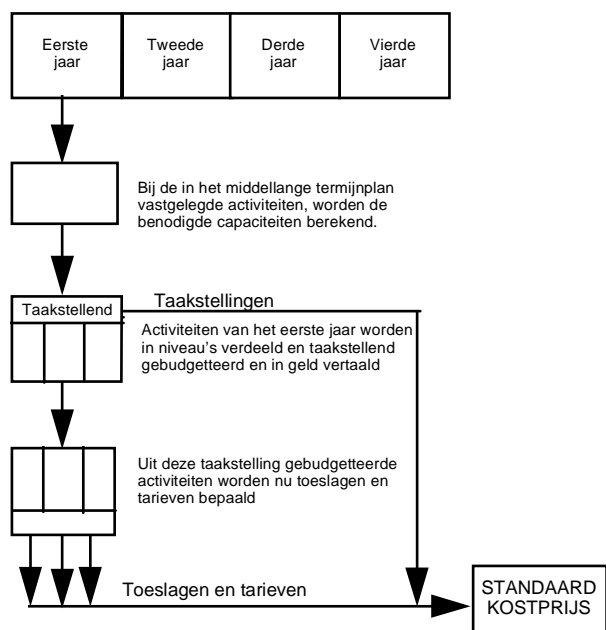 Eerste
jaar
Tweede
jaar
Derde
jaar
Vierde
jaar
Bij de in het middellange termijnplan
vastgelegde activiteiten, worden de
benodigde capaciteiten berekend.
Taakstellend
Taakstellingen
Activiteiten van het eerste jaar worden
in niveau's verdeeld en taakstellend
gebudgetteerd en in geld vertaald
Uit deze taakstelling gebudgetteerde
activiteiten worden nu toeslagen en
tarieven bepaald
Toeslagen en tarieven
STANDAARD
KOSTPRIJS